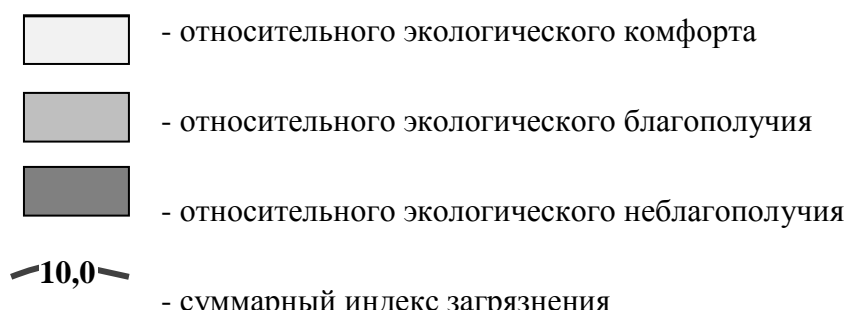 - относительного экологического комфорта
- относительного экологического благополучия
- относительного экологического неблагополучия
10,0
- суммарный индекс загрязнения